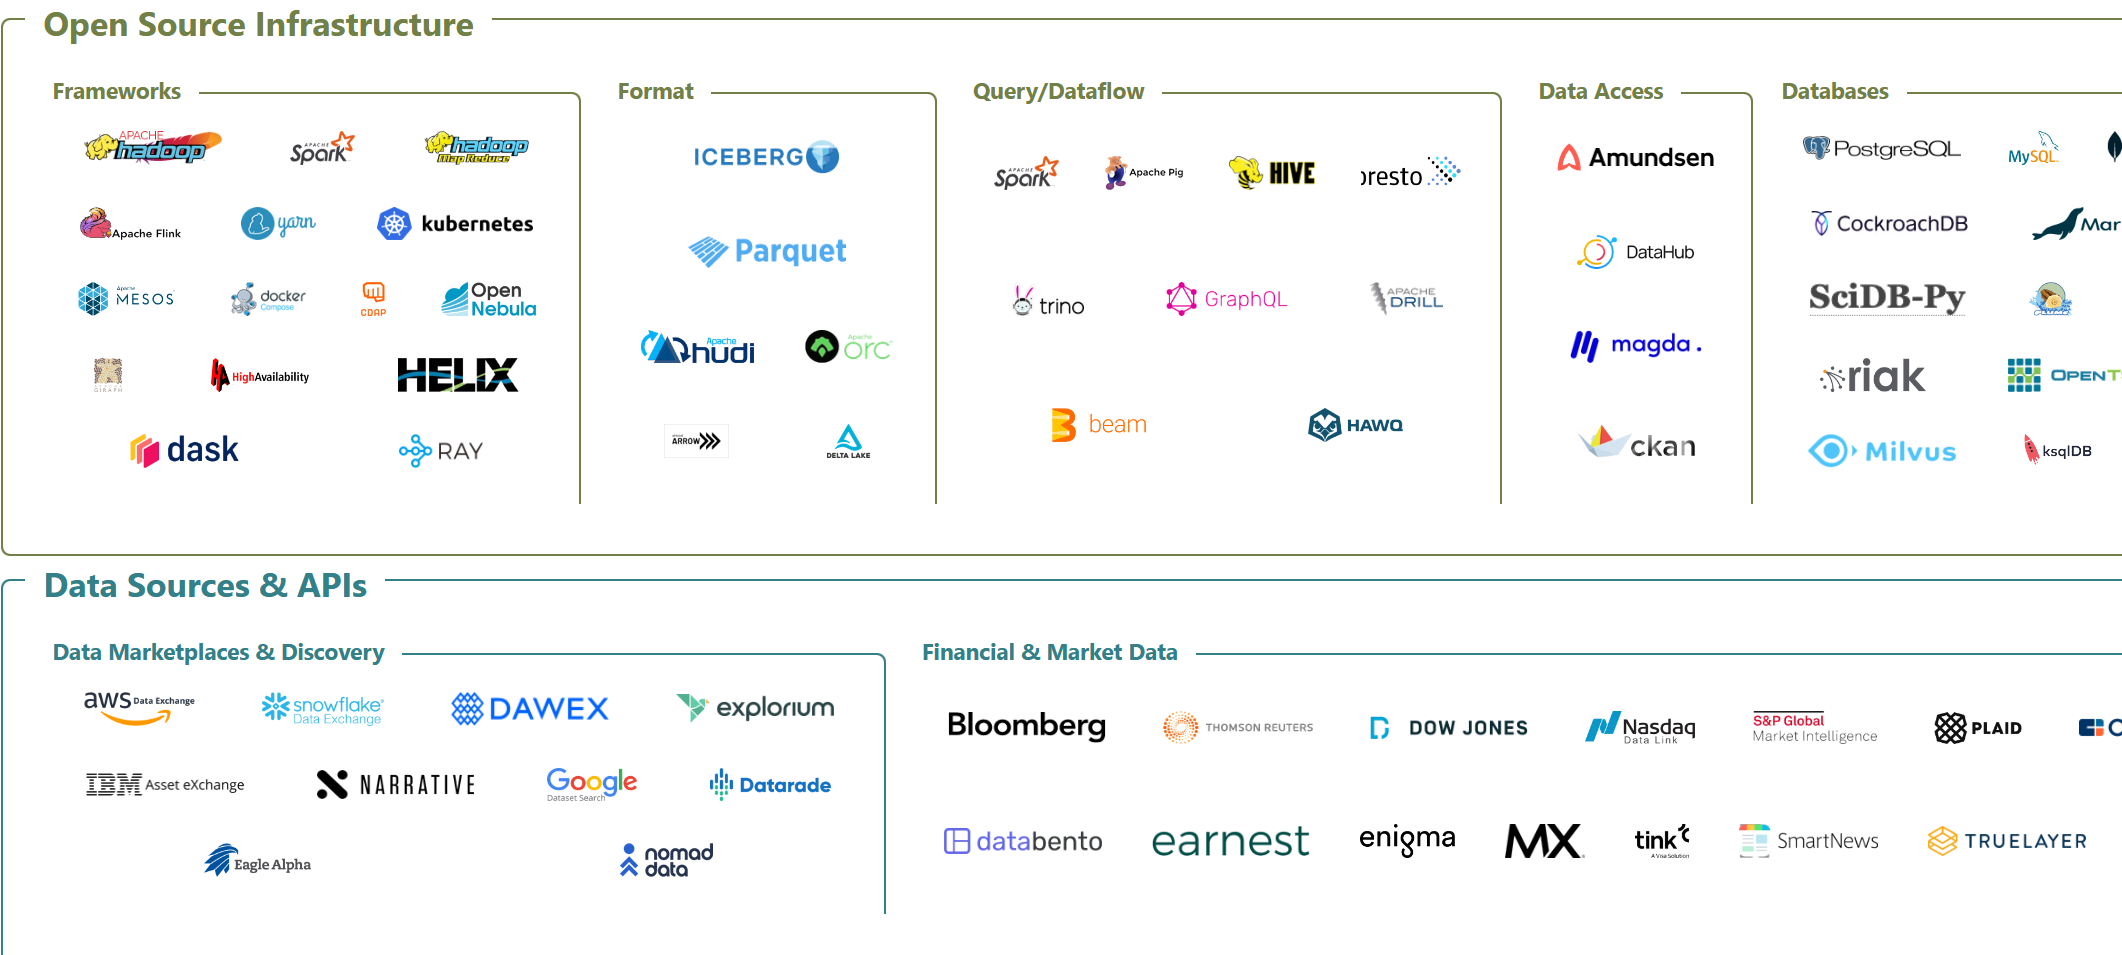 Open Source Infrastructure
Frameworks
APACHE hadoop
APACHE Spark
hadoop Map Reduce
Apache Flink
yarn
kubernetes
Apache MESOS
docker Compose
CDAP
Open Nebula
GIRAPH
HighAvailability
HELIX
dask
RAY
Format
ICEBERG
Parquet
Apache hudi
Apache orc
ARROW
DELTA LAKE
Query/Dataflow
APACHE Spark
Apache Pig
HIVE
presto
trino
GraphQL
APACHE DRILL
beam
HAWQ
Data Access
Amundsen
DataHub
magda.
ckan
Databases
PostgreSQL
MySQL
CockroachDB
Mar
SciDB-Py
riak
OPENT
Milvus
ksqlDB
Data Sources & APIs
Data Marketplaces & Discovery
aws Data Exchange
snowflake Data Exchange
DAWEX
explorium
IBM Asset eXchange
NARRATIVE
Google Dataset Search
Datarade
Eagle Alpha
nomad data
Financial & Market Data
Bloomberg
THOMSON REUTERS
DOW JONES
Nasdaq Data Link
S&P Global Market Intelligence
PLAID
databento
earnest
enigma
MX
tink A Visa Solution
SmartNews
TRUELAYER